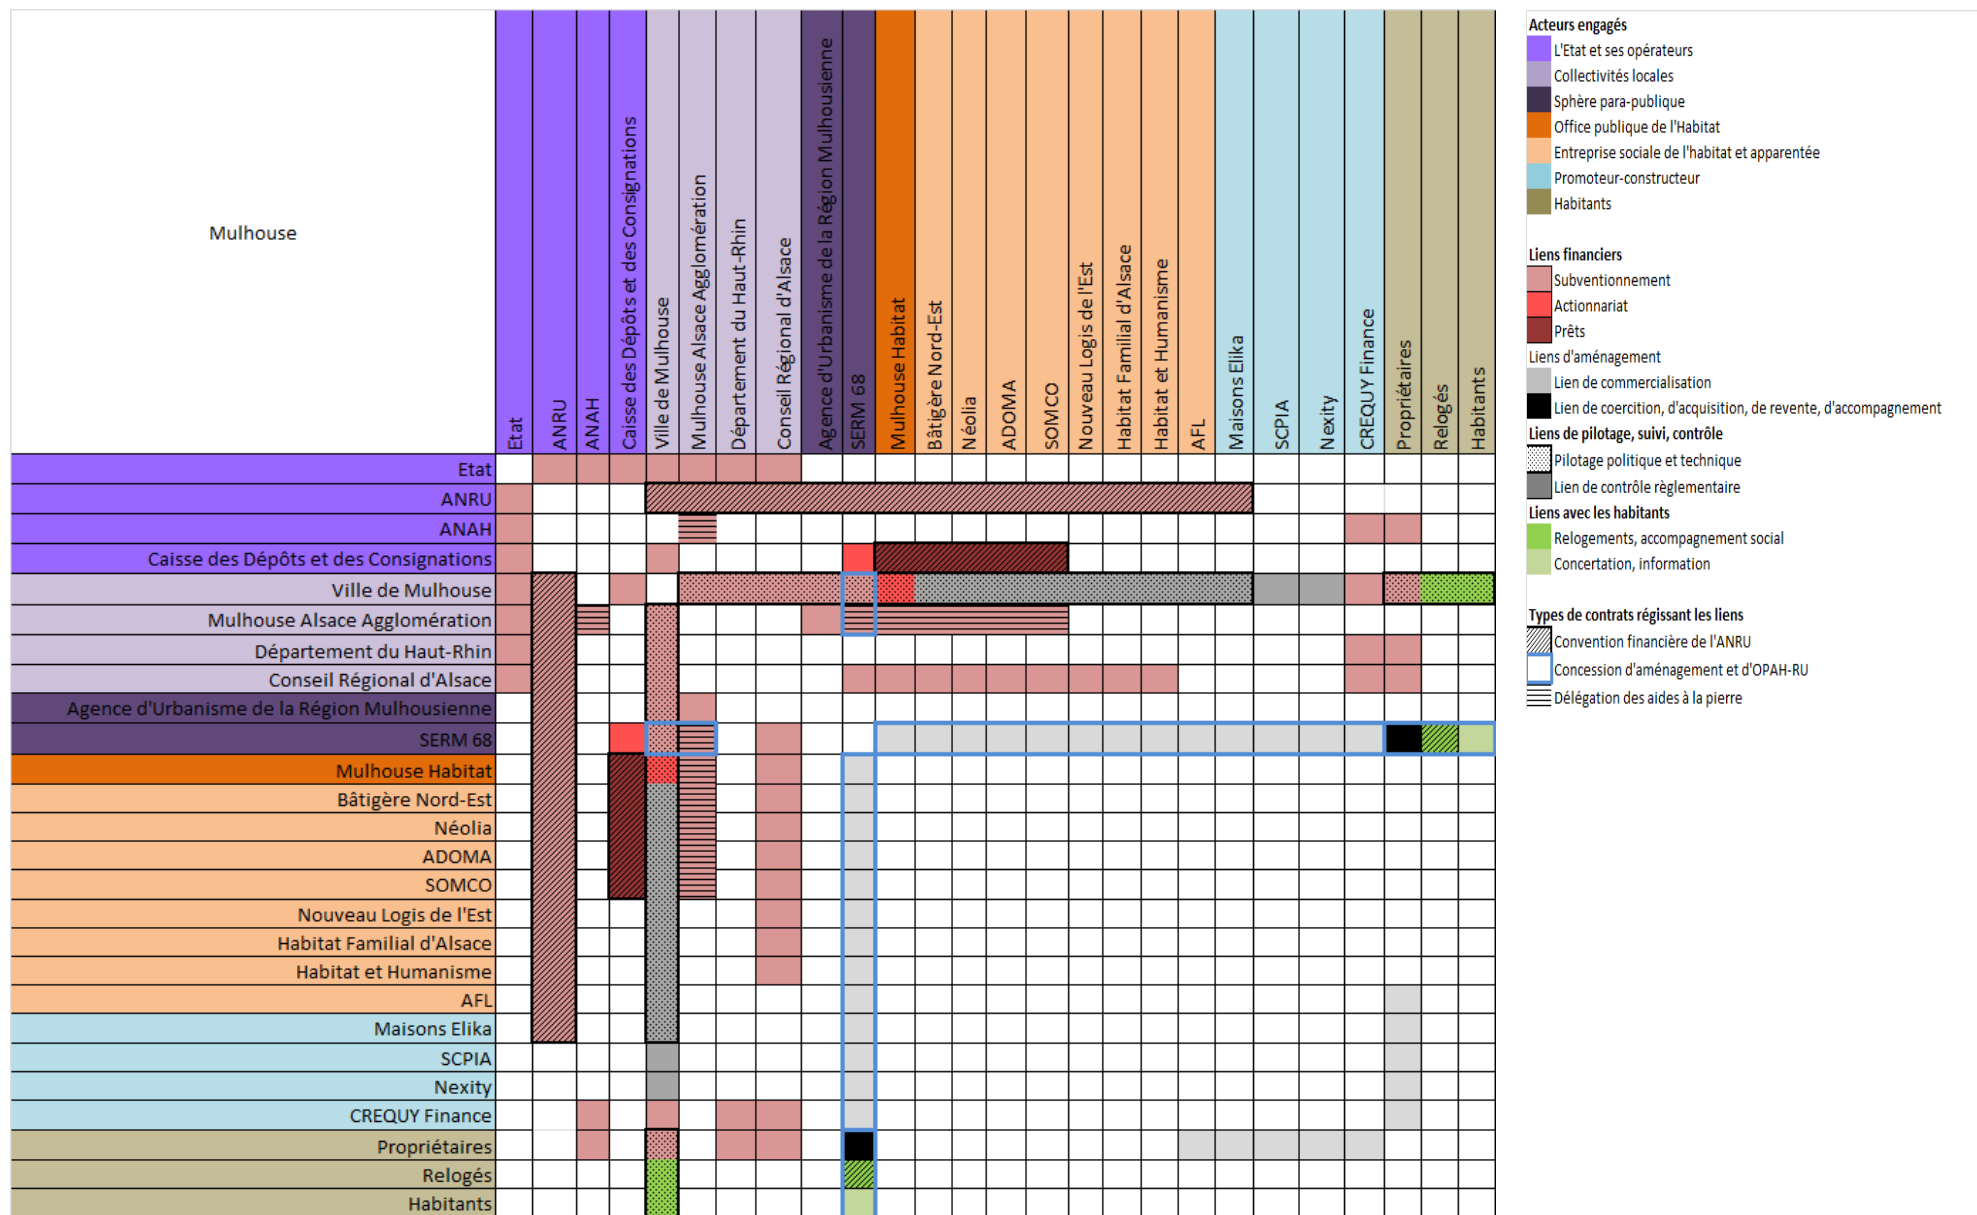 Mulhouse
Etat
ANRU
ANAH
Caisse des Dépôts et des Consignations
Ville de Mulhouse
Mulhouse Alsace Agglomération
Département du Haut-Rhin
Conseil Régional d'Alsace
Agence d'Urbanisme de la Région Mulhousienne
SERM 68
Mulhouse Habitat
Bâtigère Nord-Est
Néolia
ADOMA
SOMCO
Nouveau Logis de l'Est
Habitat Familial d'Alsace
Habitat et Humanisme
AFL
Maisons Elika
SCPIA
Nexity
CREQUY Finance
Propriétaires
Relogés
Habitants
Etat
ANRU
ANAH
Caisse des Dépôts et des Consignations
Ville de Mulhouse
Mulhouse Alsace Agglomération
Département du Haut-Rhin
Conseil Régional d'Alsace
Agence d'Urbanisme de la Région Mulhousienne
SERM 68
Mulhouse Habitat
Bâtigère Nord-Est
Néolia
ADOMA
SOMCO
Nouveau Logis de l'Est
Habitat Familial d'Alsace
Habitat et Humanisme
AFL
Maisons Elika
SCPIA
Nexity
CREQUY Finance
Propriétaires
Relogés
Habitants
Acteurs engagés
L'Etat et ses opérateurs
Collectivités locales
Sphère para-publique
Office publique de l'Habitat
Entreprise sociale de l'habitat et apparentée
Promoteur-constructeur
Habitants
Liens financiers
Subventionnement
Actionnariat
Prêts
Liens d'aménagement
Lien de commercialisation
Lien de coercition, d'acquisition, de revente, d'accompagnement
Liens de pilotage, suivi, contrôle
Pilotage politique et technique
Lien de contrôle règlementaire
Liens avec les habitants
Relogements, accompagnement social
Concertation, information
Types de contrats régissant les liens
Convention financière de l'ANRU
Concession d'aménagement et d'OPAH-RU
Délégation des aides à la pierre